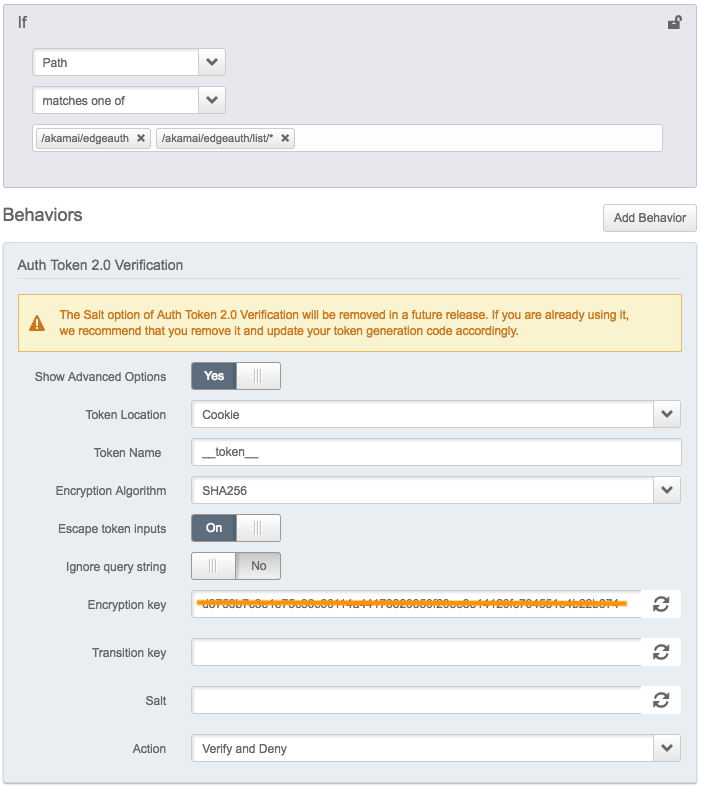 If
Path
matches one of
/akamai/edgeauth /akamai/edgeauth/list/*
Behaviors
Add Behavior
Auth Token 2.0 Verification
The Salt option of Auth Token 2.0 Verification will be removed in a future release. If you are already using it,
we recommend that you remove it and update your token generation code accordingly.
Show Advanced Options Yes
Token Location Cookie
Token Name __token__
Encryption Algorithm SHA256
Escape token inputs On
Ignore query string No
Encryption key
Transition key
Salt
Action Verify and Deny